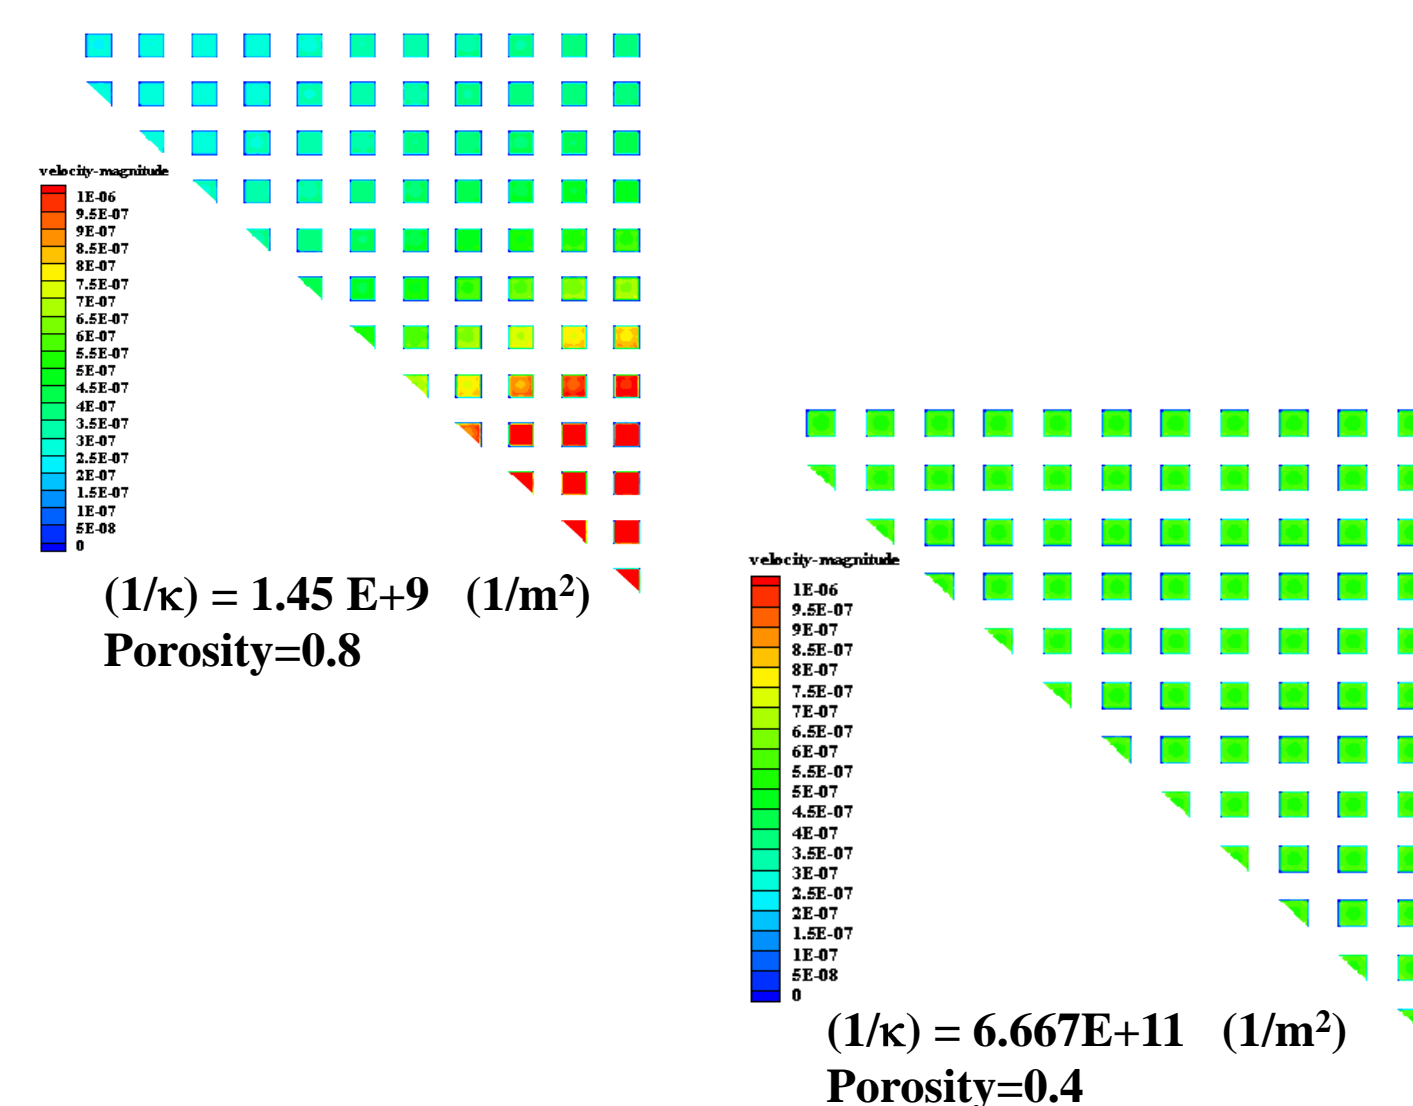 velocity-magnitude
1E-06
9.5E-07
9E-07
8.5E-07
8E-07
7.5E-07
7E-07
6.5E-07
6E-07
5.5E-07
5E-07
4.5E-07
4E-07
3.5E-07
3E-07
2.5E-07
2E-07
1.5E-07
1E-07
5E-08
0
(1/κ) = 1.45 E+9 (1/m²)
Porosity=0.8
velocity-magnitude
1E-06
9.5E-07
9E-07
8.5E-07
8E-07
7.5E-07
7E-07
6.5E-07
6E-07
5.5E-07
5E-07
4.5E-07
4E-07
3.5E-07
3E-07
2.5E-07
2E-07
1.5E-07
1E-07
5E-08
0
(1/κ) = 6.667E+11 (1/m²)
Porosity=0.4